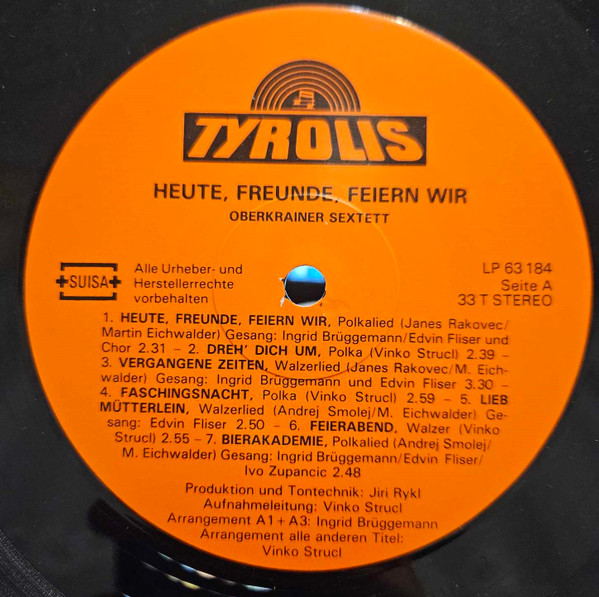 TYROLIS
HEUTE, FREUNDE, FEIERN WIR
OBERKRAINER SEXTETT
SUISA
Alle Urheber- und
Herstellerrechte
vorbehalten
LP 63184
Seite A
33 T STEREO
1. HEUTE, FREUNDE, FEIERN WIR, Polkalied (Janes Rakovec/
Martin Eichwalder) Gesang: Ingrid Brüggemann/Edvin Fliser und
Chor 2.31 – 2. DREH' DICH UM, Polka (Vinko Strucl) 2.39 –
3. VERGANGENE ZEITEN, Walzerlied (Janes Rakovec/M. Eich-
walder) Gesang: Ingrid Brüggemann und Edvin Fliser 3.30 –
4. FASCHINGSNACHT, Polka (Vinko Strucl) 2.59 – 5. LIEB
MÜTTERLEIN, Walzerlied (Andrej Smolej/M. Eichwalder) Ge-
sang: Edvin Fliser 2.50 – 6. FEIERABEND, Walzer (Vinko
Strucl) 2.55 – 7. BIERAKADEMIE, Polkalied (Andrej Smolej/
M. Eichwalder) Gesang: Ingrid Brüggemann/Edvin Fliser/
Ivo Zupancic 2.48
Produktion und Tontechnik: Jiri Rykl
Aufnahmeleitung: Vinko Strucl
Arrangement A1 + A3: Ingrid Brüggemann
Arrangement alle anderen Titel:
Vinko Strucl